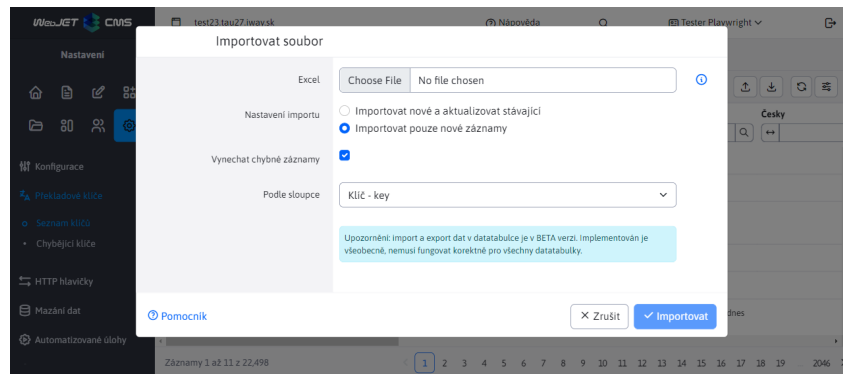 WebJET CMS
test23.tau27.iway.sk
Nápověda
Tester Playwright
Nastavení
Importovat soubor
Excel
Choose File No file chosen
Nastavení importu
Importovat nové a aktualizovat stávající
Importovat pouze nové záznamy
Česky
Konfigurace
Vynechat chybné záznamy
Překladové klíče
Podle sloupce
Klíč - key
Seznam klíčů
Chybějící klíče
Upozornění: import a export dat v datatabulce je v BETA verzi. Implementován je
všeobecně, nemusí fungovat korektně pro všechny datatabulky.
HTTP hlavičky
Mazání dat
Pomocník
Zrušit
Importovat
dnes
Automatizované úlohy
Záznamy 1 až 11 z 22,498
1 2 3 4 5 6 7 8 9 10 11 12 13 14 15 16 17 18 19 ... 2046